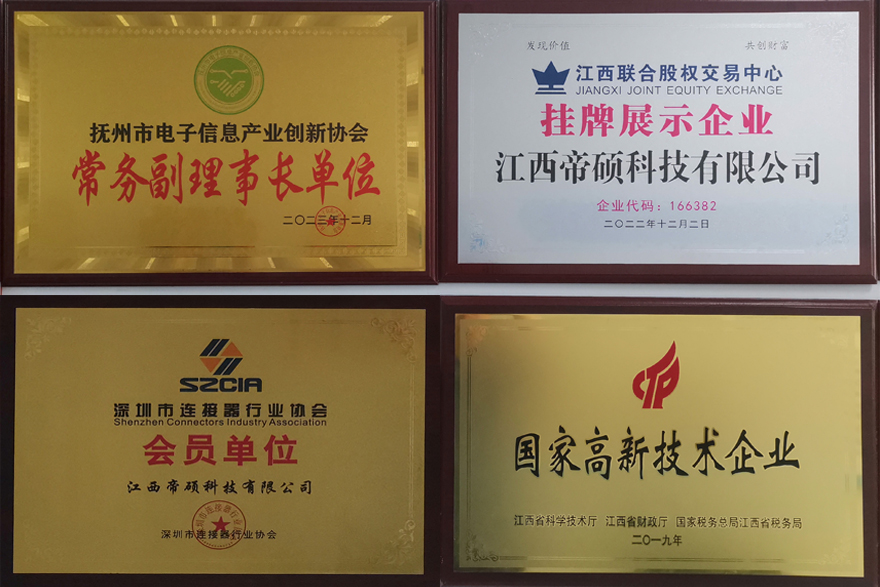 抚州市电子信息产业创新协会
常务副理事长单位
二〇二三年十二月
发现价值 共创财富
江西联合股权交易中心
JIANGXI JOINT EQUITY EXCHANGE
挂牌展示企业
江西帝硕科技有限公司
企业代码：166382
二〇二二年十二月二日
SZCIA
深圳市连接器行业协会
Shenzhen Connectors Industry Association
会员单位
江西帝硕科技有限公司
深圳市连接器行业协会
国家高新技术企业
江西省科学技术厅 江西省财政厅 国家税务总局江西省税务局
二〇一九年